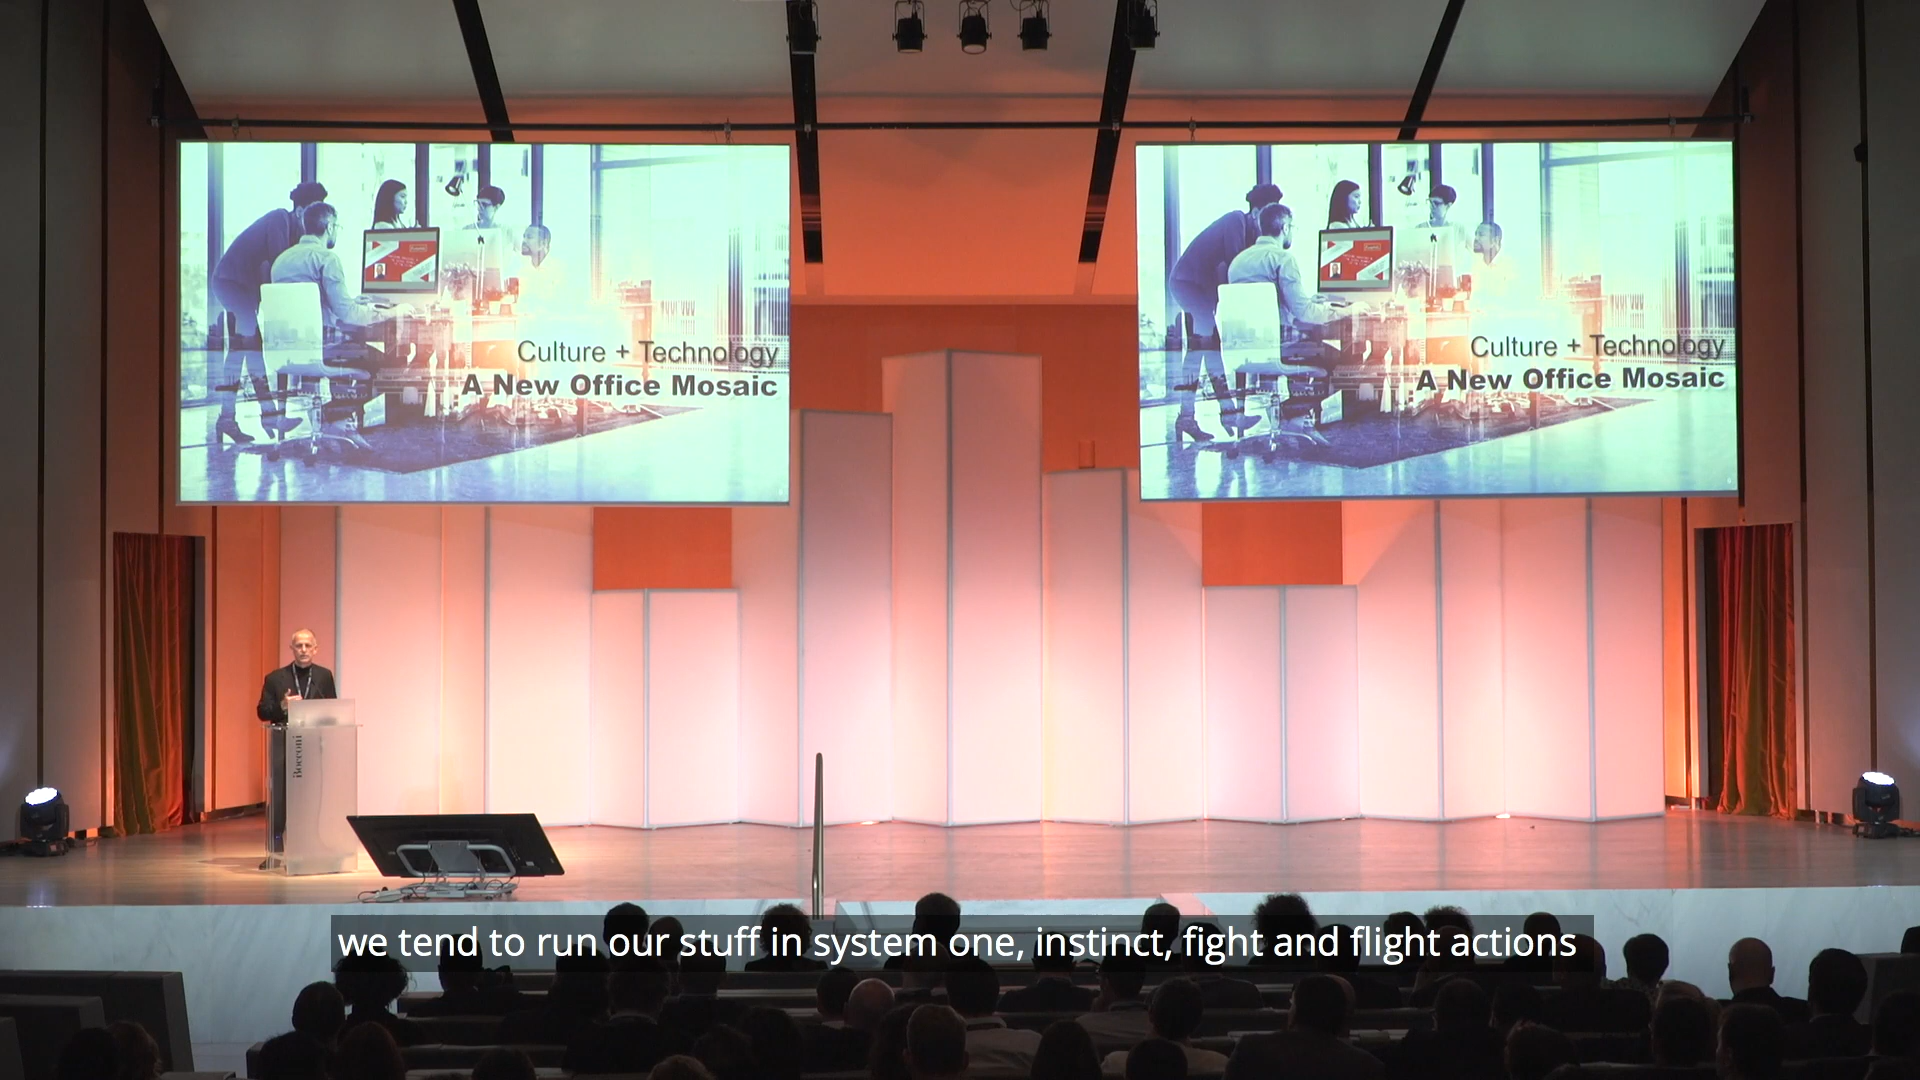 Culture + Technology
A New Office Mosaic
Culture + Technology
A New Office Mosaic
Bocconi
we tend to run our stuff in system one, instinct, fight and flight actions